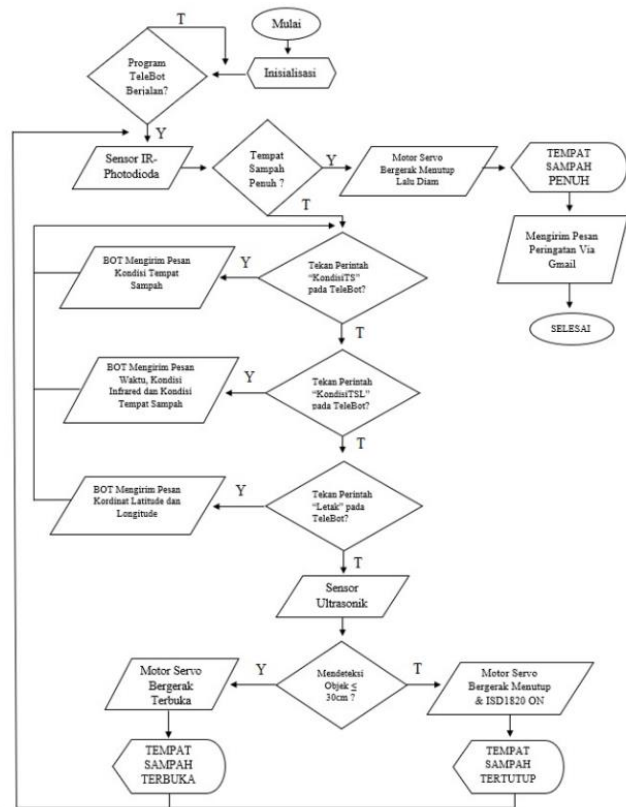 Mulai
Inisialisasi
T
Program
TeleBot
Berjalan?
Y
Sensor IR-
Photodioda
Tempat
Sampah
Penuh ?
Y
Motor Servo
Bergerak Menutup
Lalu Diam
TEMPAT
SAMPAH
PENUH
Mengirim Pesan
Peringatan Via
Gmail
SELESAI
T
Tekan Perintah
“KondisiTS”
pada TeleBot?
Y
BOT Mengirim Pesan
Kondisi Tempat
Sampah
T
Tekan Perintah
“KondisiTSL”
pada TeleBot?
Y
BOT Mengirim Pesan
Waktu, Kondisi
Infrared dan Kondisi
Tempat Sampah
T
Tekan Perintah
“Letak” pada
TeleBot?
Y
BOT Mengirim Pesan
Kordinat Latitude dan
Longitude
T
Sensor
Ultrasonik
Mendeteksi
Objek ≤
30cm ?
Y
Motor Servo
Bergerak
Terbuka
TEMPAT
SAMPAH
TERBUKA
T
Motor Servo
Bergerak Menutup
& ISD1820 ON
TEMPAT
SAMPAH
TERTUTUP